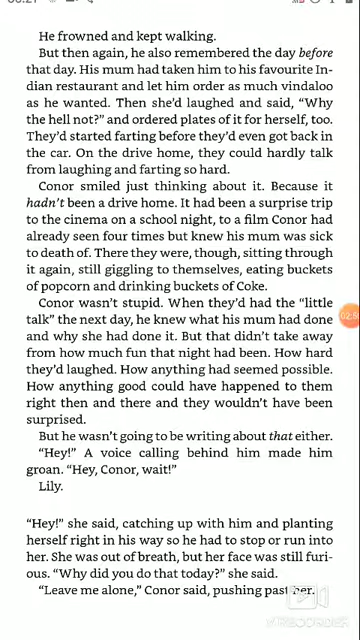 He frowned and kept walking.
But then again, he also remembered the day before
that day. His mum had taken him to his favourite In-
dian restaurant and let him order as much vindaloo
as he wanted. Then she’d laughed and said, “Why
the hell not?” and ordered plates of it for herself, too.
They’d started farting before they’d even got back in
the car. On the drive home, they could hardly talk
from laughing and farting so hard.
Conor smiled just thinking about it. Because it
hadn’t been a drive home. It had been a surprise trip
to the cinema on a school night, to a film Conor had
already seen four times but knew his mum was sick
to death of. There they were, though, sitting through
it again, still giggling to themselves, eating buckets
of popcorn and drinking buckets of Coke.
Conor wasn’t stupid. When they’d had the “little
talk” the next day, he knew what his mum had done
and why she had done it. But that didn’t take away
from how much fun that night had been. How hard
they’d laughed. How anything had seemed possible.
How anything good could have happened to them
right then and there and they wouldn’t have been
surprised.
But he wasn’t going to be writing about that either.
“Hey!” A voice calling behind him made him
groan. “Hey, Conor, wait!”
Lily.
“Hey!” she said, catching up with him and planting
herself right in his way so he had to stop or run into
her. She was out of breath, but her face was still furi-
ous. “Why did you do that today?” she said.
“Leave me alone,” Conor said, pushing past her.